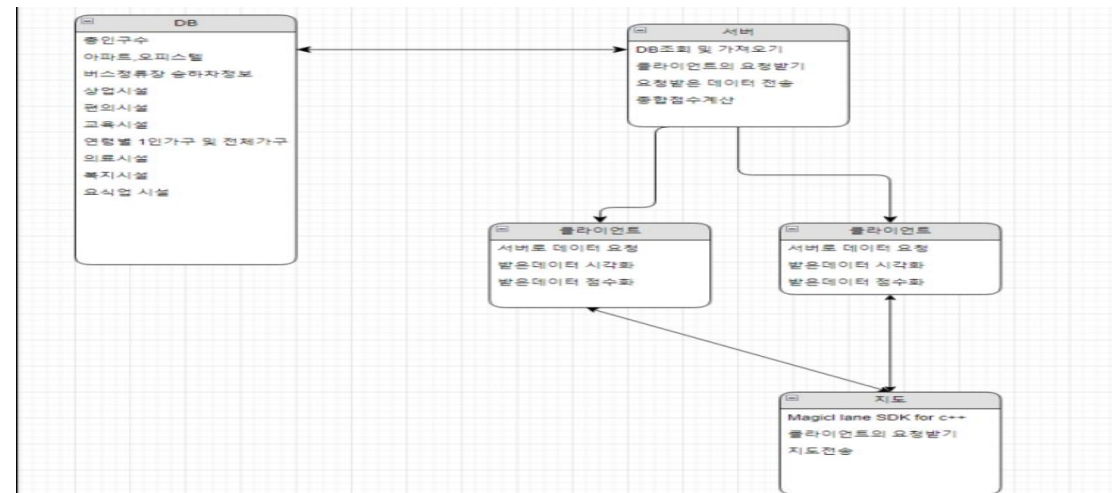 DB
총인구수
아파트,오피스텔
버스정류장 승하차정보
상업시설
편의시설
교육시설
연령별 1인가구 및 전체가구
의료시설
복지시설
요식업 시설
서버
DB조회 및 가져오기
클라이언트의 요청받기
요청받은 데이터 전송
종합점수계산
클라이언트
서버로 데이터 요청
받은데이터 시각화
받은데이터 점수화
클라이언트
서버로 데이터 요청
받은데이터 시각화
받은데이터 점수화
지도
Magicl lane SDK for c++
클라이언트의 요청받기
지도전송